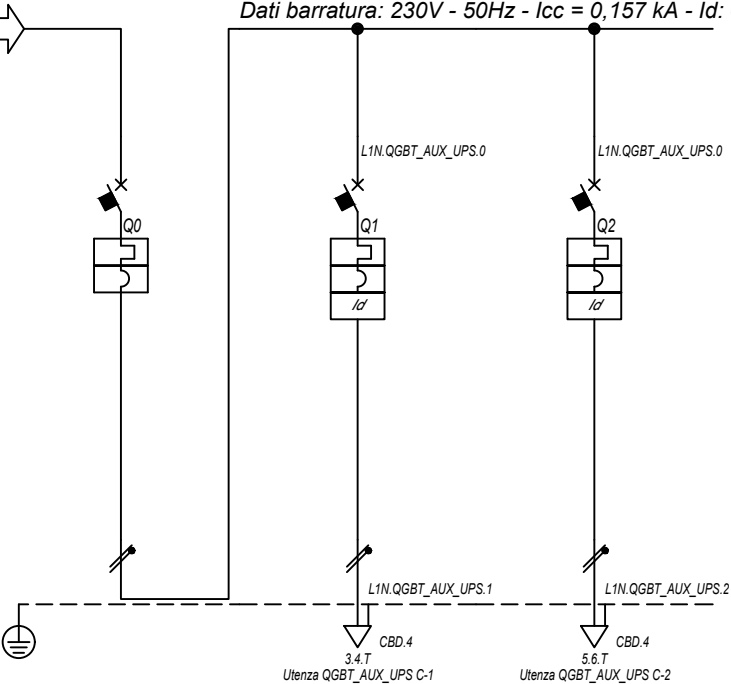 Dati barratura: 230V - 50Hz - Icc = 0,157 kA - Id:
L1N.QGBT_AUX_UPS.0
L1N.QGBT_AUX_UPS.0
Q0
Q1
Q2
Id
Id
L1N.QGBT_AUX_UPS.1
L1N.QGBT_AUX_UPS.2
CBD.4
CBD.4
3.4.T
5.6.T
Utenza QGBT_AUX_UPS C-1
Utenza QGBT_AUX_UPS C-2